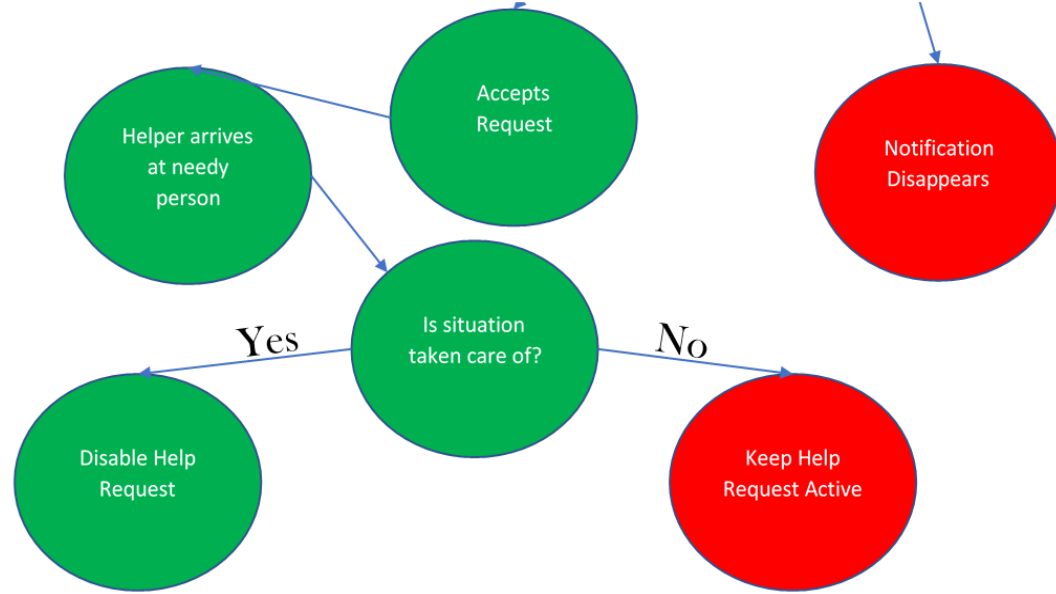 Accepts
Request
Helper arrives
at needy
person
Notification
Disappears
Is situation
taken care of?
Yes
No
Disable Help
Request
Keep Help
Request Active